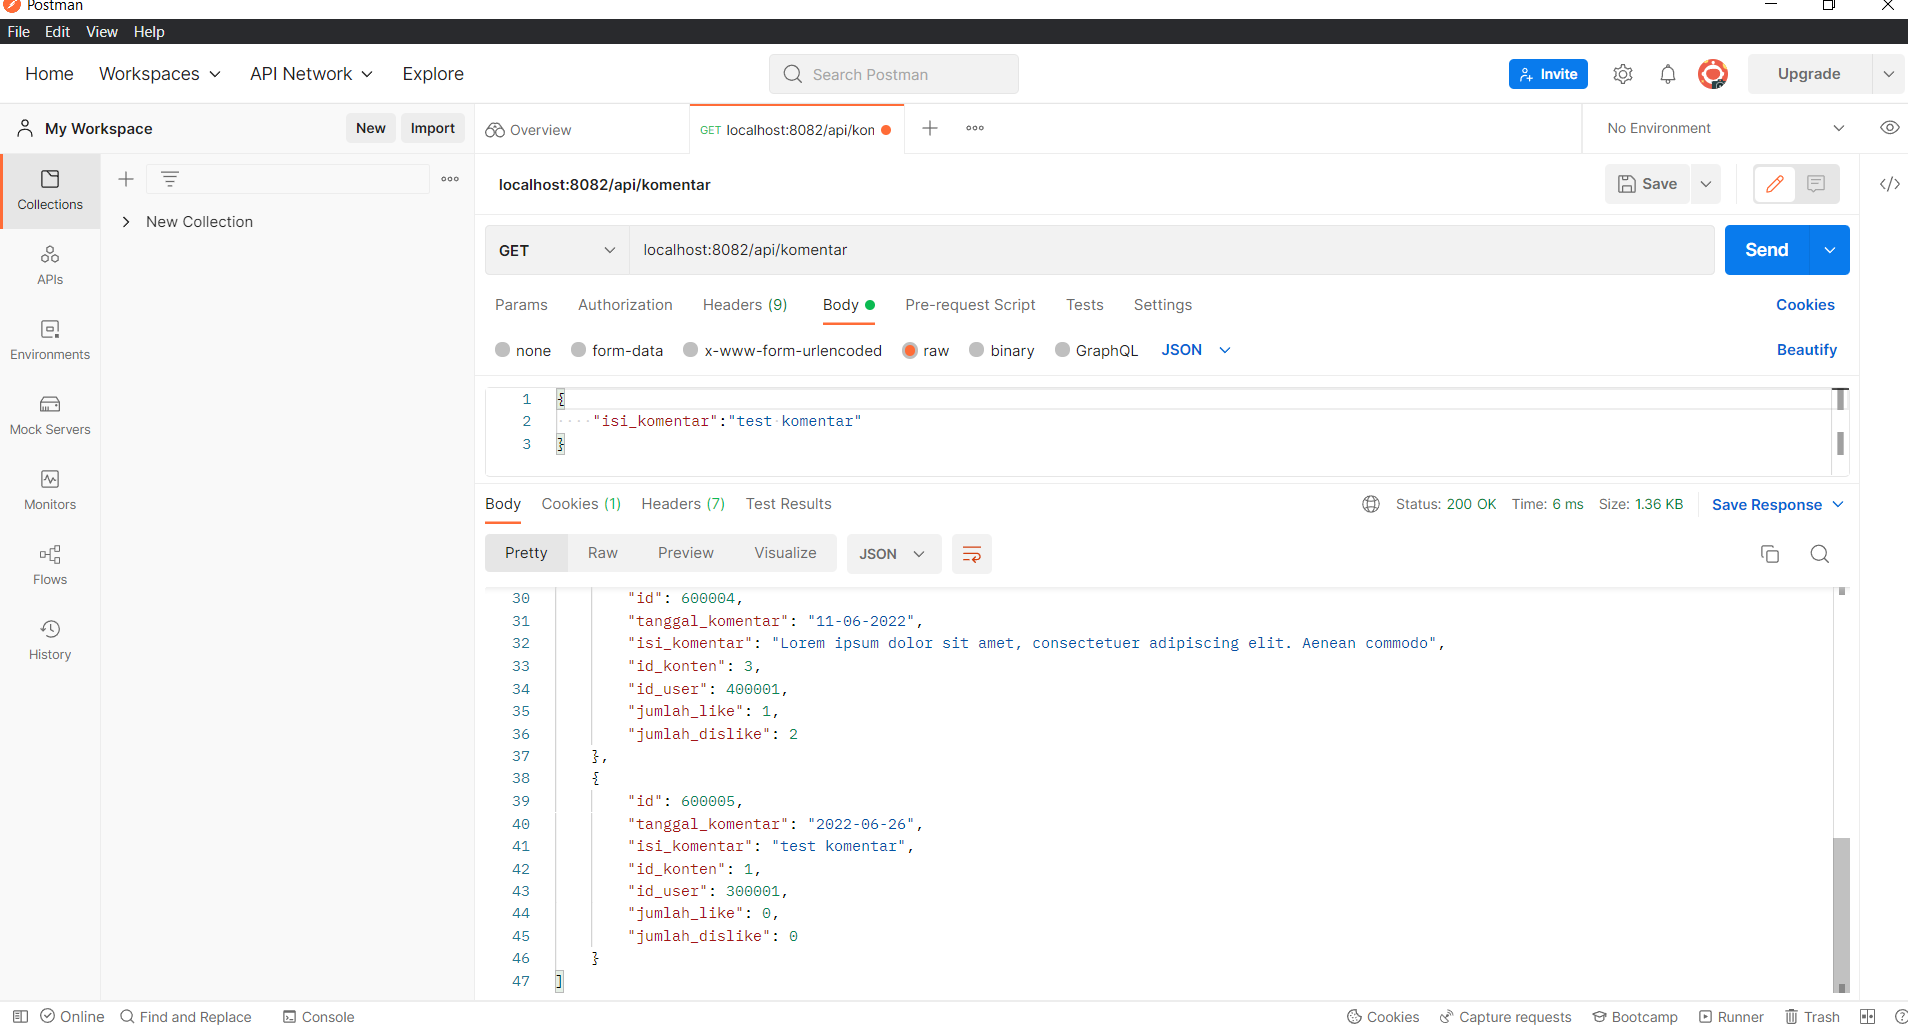 Postman
File Edit View Help
Home Workspaces API Network Explore Search Postman Invite Upgrade
My Workspace New Import Overview GET localhost:8082/api/kon No Environment
Collections
APIs
Environments
Mock Servers
Monitors
Flows
History
New Collection
localhost:8082/api/komentar Save
GET localhost:8082/api/komentar Send
Params Authorization Headers (9) Body Pre-request Script Tests Settings Cookies
none form-data x-www-form-urlencoded raw binary GraphQL JSON Beautify
1 {
2 "isi_komentar":"test komentar"
3 }
Body Cookies (1) Headers (7) Test Results Status: 200 OK Time: 6 ms Size: 1.36 KB Save Response
Pretty Raw Preview Visualize JSON
30 "id": 600004,
31 "tanggal_komentar": "11-06-2022",
32 "isi_komentar": "Lorem ipsum dolor sit amet, consectetuer adipiscing elit. Aenean commodo",
33 "id_konten": 3,
34 "id_user": 400001,
35 "jumlah_like": 1,
36 "jumlah_dislike": 2
37 },
38 {
39 "id": 600005,
40 "tanggal_komentar": "2022-06-26",
41 "isi_komentar": "test komentar",
42 "id_konten": 1,
43 "id_user": 300001,
44 "jumlah_like": 0,
45 "jumlah_dislike": 0
46 }
47 ]
Online Find and Replace Console Cookies Capture requests Bootcamp Runner Trash